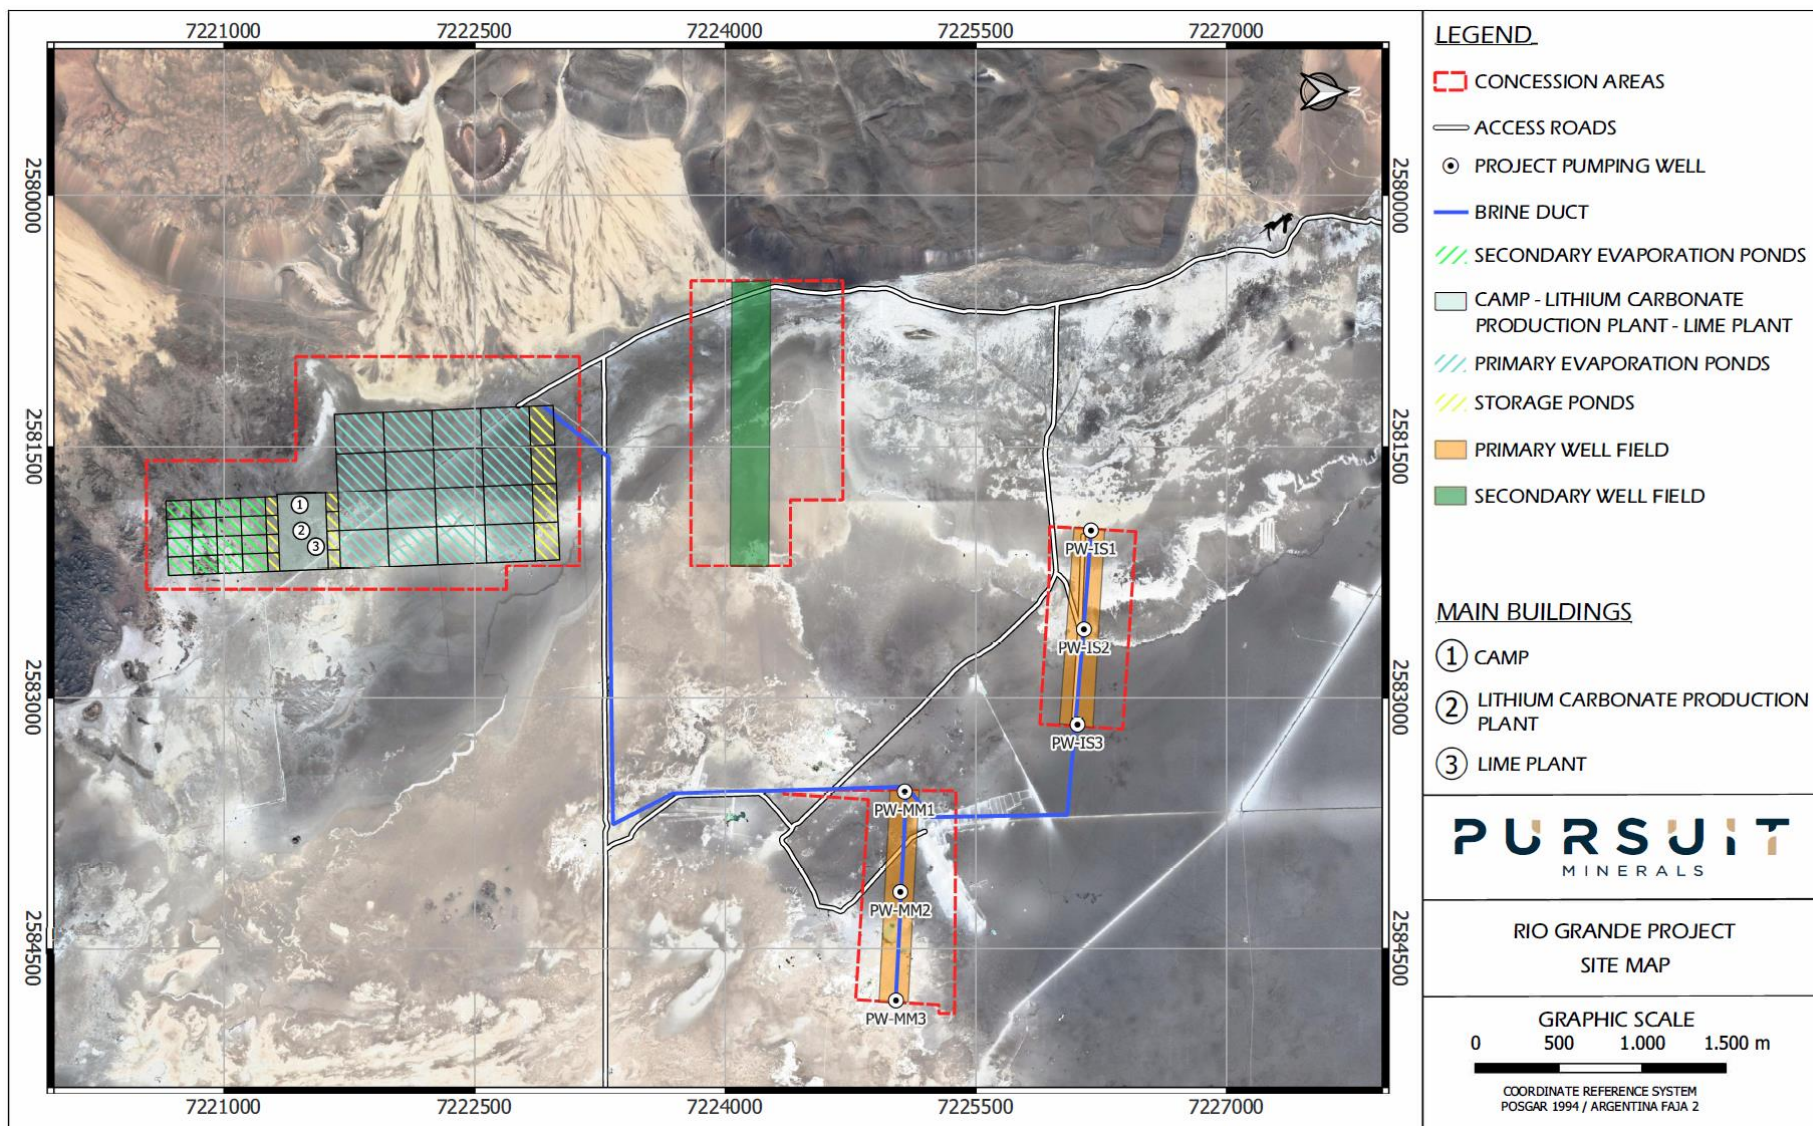 7221000
7222500
7224000
7225500
7227000
2580000
2581500
2583000
2584500
N
PW-IS1
PW-IS2
PW-IS3
PW-MM1
PW-MM2
PW-MM3
1
2
3
2580000
2581500
2583000
2584500
7221000
7222500
7224000
7225500
7227000
LEGEND
CONCESSION AREAS
ACCESS ROADS
PROJECT PUMPING WELL
BRINE DUCT
SECONDARY EVAPORATION PONDS
CAMP - LITHIUM CARBONATE
PRODUCTION PLANT - LIME PLANT
PRIMARY EVAPORATION PONDS
STORAGE PONDS
PRIMARY WELL FIELD
SECONDARY WELL FIELD
MAIN BUILDINGS
1 CAMP
2 LITHIUM CARBONATE PRODUCTION
PLANT
3 LIME PLANT
PURSUIT
MINERALS
RIO GRANDE PROJECT
SITE MAP
GRAPHIC SCALE
0 500 1.000 1.500 m
COORDINATE REFERENCE SYSTEM
POSGAR 1994 / ARGENTINA FAJA 2